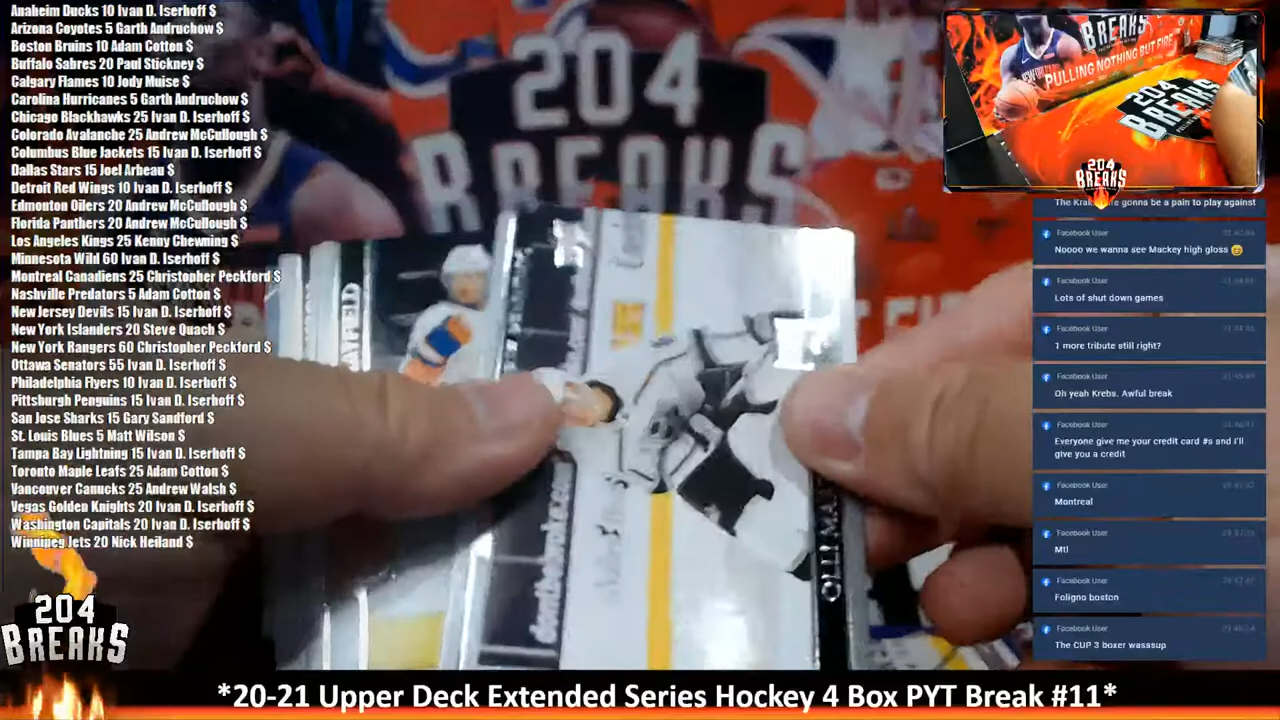 Anaheim Ducks 10 Ivan D. Iserhoff $
Arizona Coyotes 5 Garth Andruchow $
Boston Bruins 10 Adam Cotton $
Buffalo Sabres 20 Paul Stickney $
Calgary Flames 10 Jody Muise $
Carolina Hurricanes 5 Garth Andruchow $
Chicago Blackhawks 25 Ivan D. Iserhoff $
Colorado Avalanche 25 Andrew McCullough $
Columbus Blue Jackets 15 Ivan D. Iserhoff $
Dallas Stars 15 Joel Arbeau $
Detroit Red Wings 10 Ivan D. Iserhoff $
Edmonton Oilers 20 Andrew McCullough $
Florida Panthers 20 Andrew McCullough $
Los Angeles Kings 25 Kenny Chewning $
Minnesota Wild 60 Ivan D. Iserhoff $
Montreal Canadiens 25 Christopher Peckford $
Nashville Predators 5 Adam Cotton $
New Jersey Devils 15 Ivan D. Iserhoff $
New York Islanders 20 Steve Quach $
New York Rangers 60 Christopher Peckford $
Ottawa Senators 55 Ivan D. Iserhoff $
Philadelphia Flyers 10 Ivan D. Iserhoff $
Pittsburgh Penguins 15 Ivan D. Iserhoff $
San Jose Sharks 15 Gary Sandford $
St. Louis Blues 5 Matt Wilson $
Tampa Bay Lightning 15 Ivan D. Iserhoff $
Toronto Maple Leafs 25 Adam Cotton $
Vancouver Canucks 25 Andrew Walsh $
Vegas Golden Knights 20 Ivan D. Iserhoff $
Washington Capitals 20 Ivan D. Iserhoff $
Winnipeg Jets 20 Nick Heiland $
204
BREAKS
204
BREAKS
OLLI
BREAKS
PULLING NOTHING BUT FIRE
204
BREAKS
204
BREAKS
The gonna be a pain to play against
Facebook User
Noooo we wanna see Mackey high gloss 😄
Facebook User
Lots of shut down games
Facebook User
1 more tribute still right?
Facebook User
Oh yeah Krebs. Awful break
Facebook User
Everyone give me your credit card #s and i'll
give you a credit
Facebook User
Montreal
Facebook User
Mtl
Facebook User
Foligno boston
Facebook User
The CUP 3 boxer wasssup
*20-21 Upper Deck Extended Series Hockey 4 Box PYT Break #11*